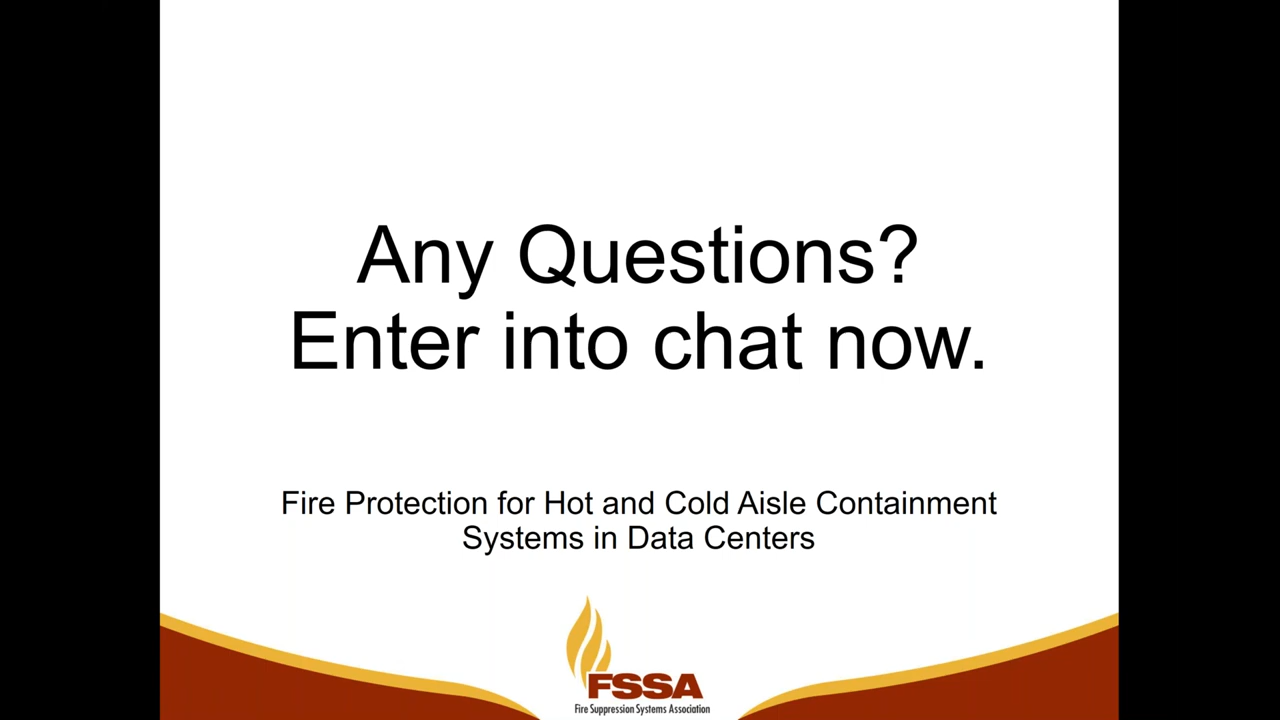 Any Questions?
Enter into chat now.
Fire Protection for Hot and Cold Aisle Containment
Systems in Data Centers
FSSA
Fire Suppression Systems Association